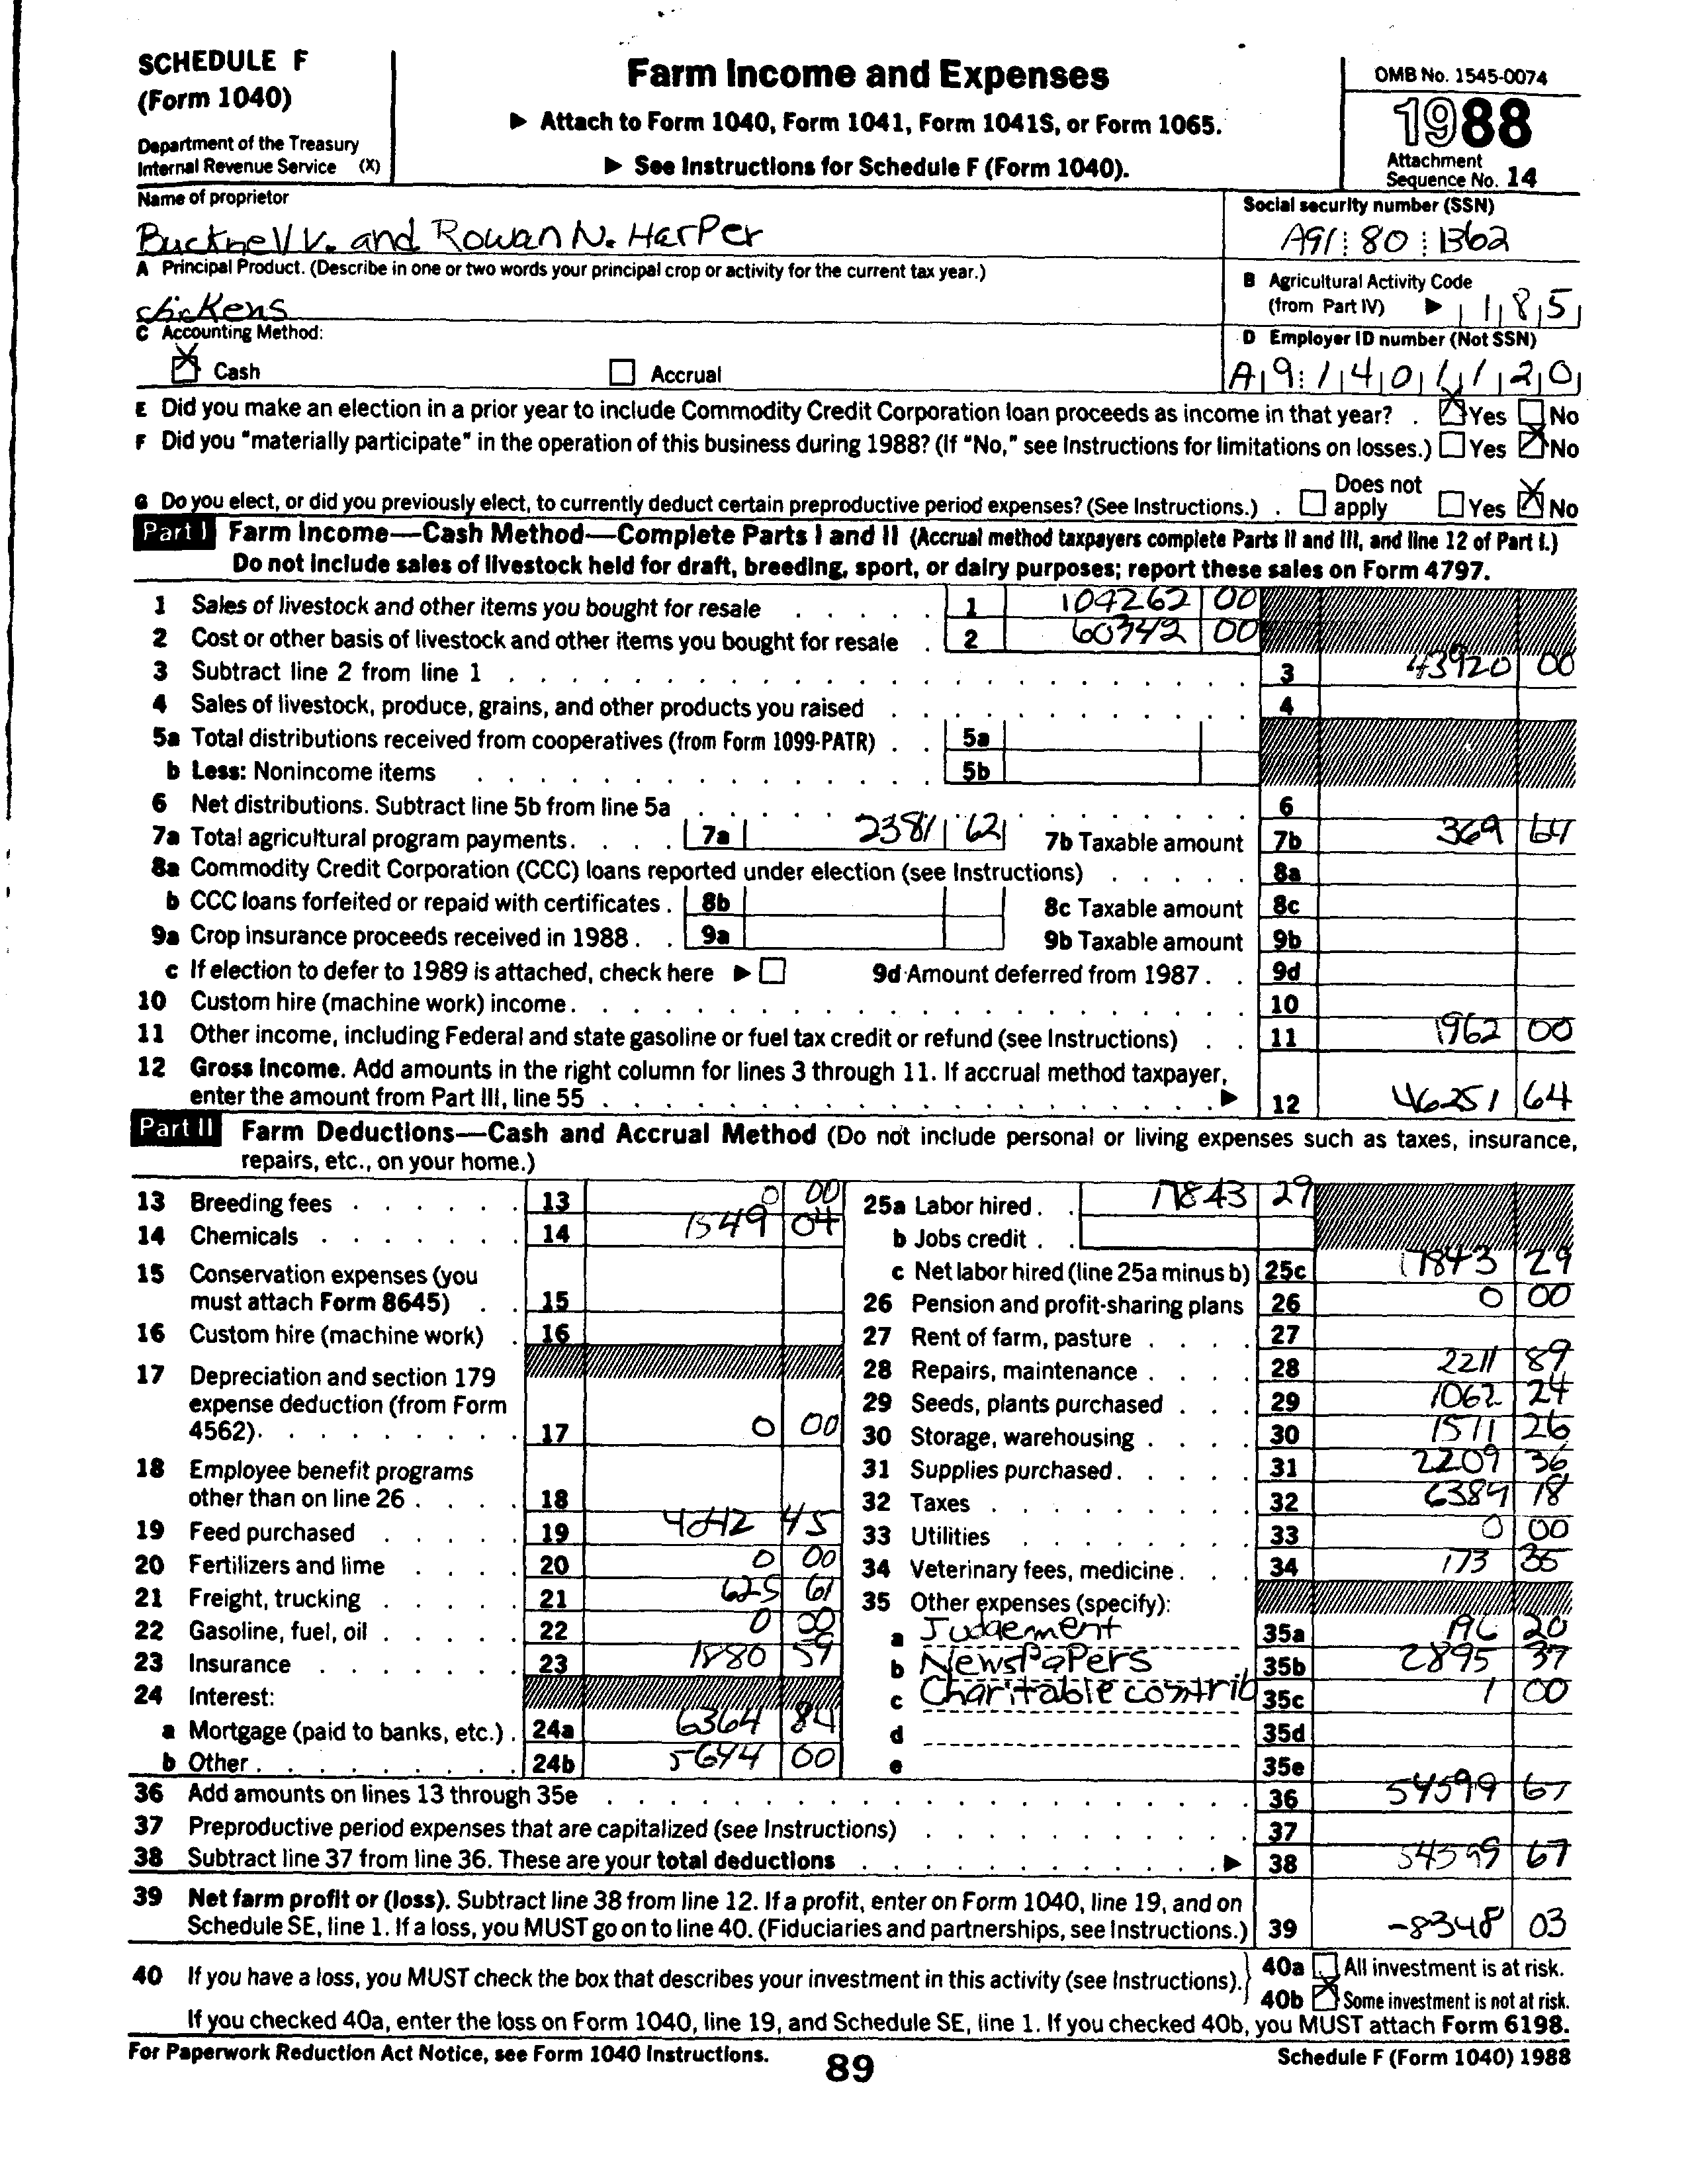 SCHEDULE F
(Form 1040)
Department of the Treasury
Internal Revenue Service (X)
Farm Income and Expenses
▶ Attach to Form 1040, Form 1041, Form 1041S, or Form 1065.
▶ See Instructions for Schedule F (Form 1040).
OMB No. 1545-0074
1988
Attachment
Sequence No. 14
Name of proprietor
Bucknell V. and Rowan N. Harper
Social security number (SSN)
A91 80 1362
A Principal Product. (Describe in one or two words your principal crop or activity for the current tax year.)
chickens
B Agricultural Activity Code
(from Part IV) ▶ 185
C Accounting Method:
Cash Accrual
D Employer ID number (Not SSN)
A9 1401120
E Did you make an election in a prior year to include Commodity Credit Corporation loan proceeds as income in that year? . Yes No
F Did you "materially participate" in the operation of this business during 1988? (If "No," see Instructions for limitations on losses.) Yes No
G Do you elect, or did you previously elect, to currently deduct certain preproductive period expenses? (See Instructions.) . Does not apply Yes No
Part I Farm Income—Cash Method—Complete Parts I and II (Accrual method taxpayers complete Parts II and III, and line 12 of Part I.)
Do not include sales of livestock held for draft, breeding, sport, or dairy purposes; report these sales on Form 4797.
1 Sales of livestock and other items you bought for resale 1 104262 00
2 Cost or other basis of livestock and other items you bought for resale 2 60342 00
3 Subtract line 2 from line 1 3 43920 00
4 Sales of livestock, produce, grains, and other products you raised 4
5a Total distributions received from cooperatives (from Form 1099-PATR) 5a
b Less: Nonincome items 5b
6 Net distributions. Subtract line 5b from line 5a 6
7a Total agricultural program payments. 7a 2381 62 7b Taxable amount 7b 369 64
8a Commodity Credit Corporation (CCC) loans reported under election (see Instructions) 8a
b CCC loans forfeited or repaid with certificates . 8b 8c Taxable amount 8c
9a Crop insurance proceeds received in 1988 . 9a 9b Taxable amount 9b
c If election to defer to 1989 is attached, check here ▶ 9d Amount deferred from 1987 . 9d
10 Custom hire (machine work) income. 10
11 Other income, including Federal and state gasoline or fuel tax credit or refund (see Instructions) 11 1962 00
12 Gross Income. Add amounts in the right column for lines 3 through 11. If accrual method taxpayer,
enter the amount from Part III, line 55 ▶ 12 46251 64
Part II Farm Deductions—Cash and Accrual Method (Do not include personal or living expenses such as taxes, insurance,
repairs, etc., on your home.)
13 Breeding fees 13 0 00
14 Chemicals 14 1549 04
15 Conservation expenses (you
must attach Form 8645) 15
16 Custom hire (machine work) 16
17 Depreciation and section 179
expense deduction (from Form
4562). 17 0 00
18 Employee benefit programs
other than on line 26 18
19 Feed purchased 19 4042 45
20 Fertilizers and lime 20 0 00
21 Freight, trucking 21 625 61
22 Gasoline, fuel, oil 22 0 00
23 Insurance 23 1880 59
24 Interest:
a Mortgage (paid to banks, etc.) 24a 6364 84
b Other 24b 5644 00
25a Labor hired 17843 29
b Jobs credit
c Net labor hired (line 25a minus b) 25c 17843 29
26 Pension and profit-sharing plans 26 0 00
27 Rent of farm, pasture 27
28 Repairs, maintenance 28 2211 89
29 Seeds, plants purchased 29 1062 24
30 Storage, warehousing 30 1511 26
31 Supplies purchased 31 2209 36
32 Taxes 32 6389 18
33 Utilities 33 0 00
34 Veterinary fees, medicine 34 173 35
35 Other expenses (specify):
a Judgement 35a 196 20
b Newspapers 35b 2895 37
c Charitable contrib 35c 1 00
d 35d
e 35e
36 Add amounts on lines 13 through 35e 36 54599 67
37 Preproductive period expenses that are capitalized (see Instructions) 37
38 Subtract line 37 from line 36. These are your total deductions ▶ 38 54599 67
39 Net farm profit or (loss). Subtract line 38 from line 12. If a profit, enter on Form 1040, line 19, and on
Schedule SE, line 1. If a loss, you MUST go on to line 40. (Fiduciaries and partnerships, see Instructions.) 39 -8348 03
40 If you have a loss, you MUST check the box that describes your investment in this activity (see Instructions).
40a All investment is at risk.
40b Some investment is not at risk.
If you checked 40a, enter the loss on Form 1040, line 19, and Schedule SE, line 1. If you checked 40b, you MUST attach Form 6198.
For Paperwork Reduction Act Notice, see Form 1040 Instructions.
89
Schedule F (Form 1040) 1988